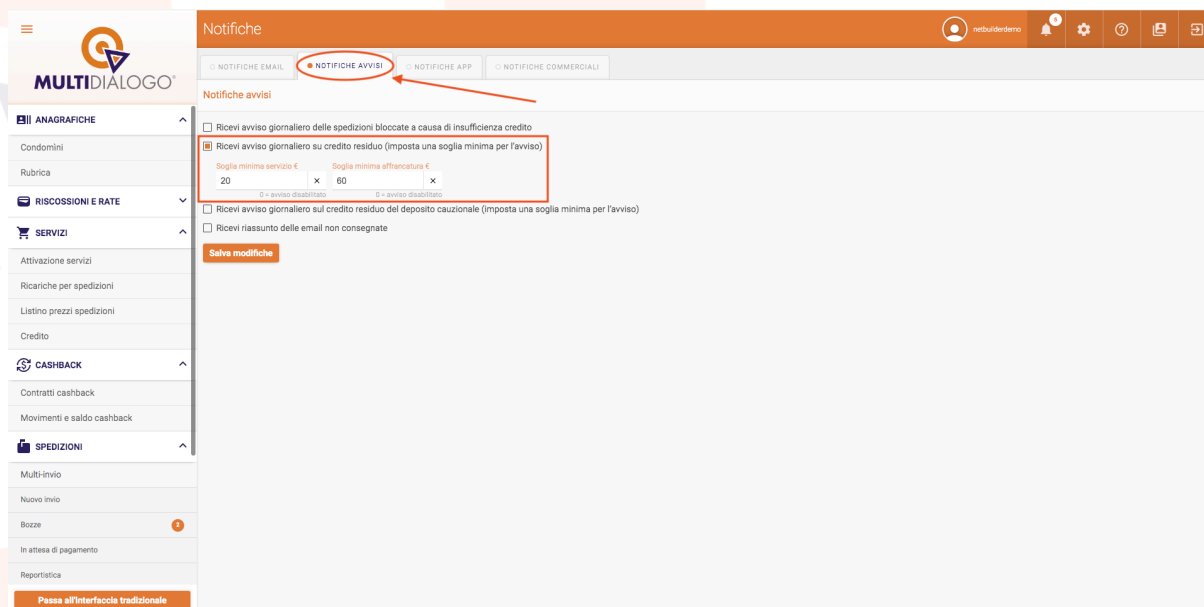 Notifiche
netbuilderdemo
6
MULTIDIALOGO®
NOTIFICHE EMAIL
NOTIFICHE AVVISI
NOTIFICHE APP
NOTIFICHE COMMERCIALI
Notifiche avvisi
Ricevi avviso giornaliero delle spedizioni bloccate a causa di insufficienza credito
Ricevi avviso giornaliero su credito residuo (imposta una soglia minima per l'avviso)
Soglia minima servizio € Soglia minima affrancatura €
20 × 60 ×
0 = avviso disabilitato 0 = avviso disabilitato
Ricevi avviso giornaliero sul credito residuo del deposito cauzionale (imposta una soglia minima per l'avviso)
Ricevi riassunto delle email non consegnate
Salva modifiche
ANAGRAFICHE
Condomini
Rubrica
RISCOSSIONI E RATE
SERVIZI
Attivazione servizi
Ricariche per spedizioni
Listino prezzi spedizioni
Credito
CASHBACK
Contratti cashback
Movimenti e saldo cashback
SPEDIZIONI
Multi-invio
Nuovo invio
Bozze 2
In attesa di pagamento
Reportistica
Passa all'Interfaccia tradizionale